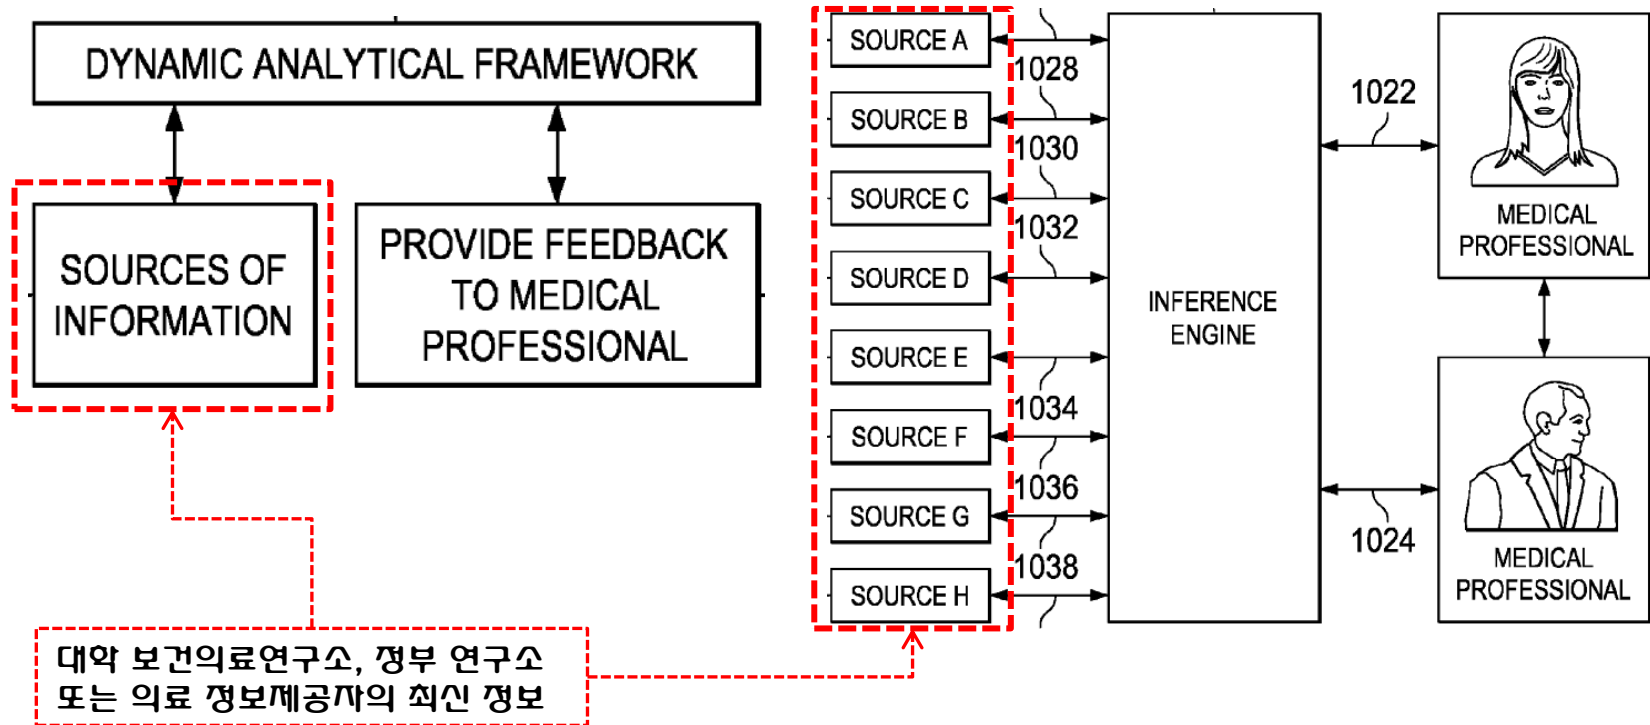 DYNAMIC ANALYTICAL FRAMEWORK
SOURCES OF
INFORMATION
PROVIDE FEEDBACK
TO MEDICAL
PROFESSIONAL
대학 보건의료연구소, 정부 연구소
또는 의료 정보제공자의 최신 정보
SOURCE A
1028
SOURCE B
1030
SOURCE C
1032
SOURCE D
SOURCE E
1034
SOURCE F
1036
SOURCE G
1038
SOURCE H
INFERENCE
ENGINE
1022
MEDICAL
PROFESSIONAL
1024
MEDICAL
PROFESSIONAL